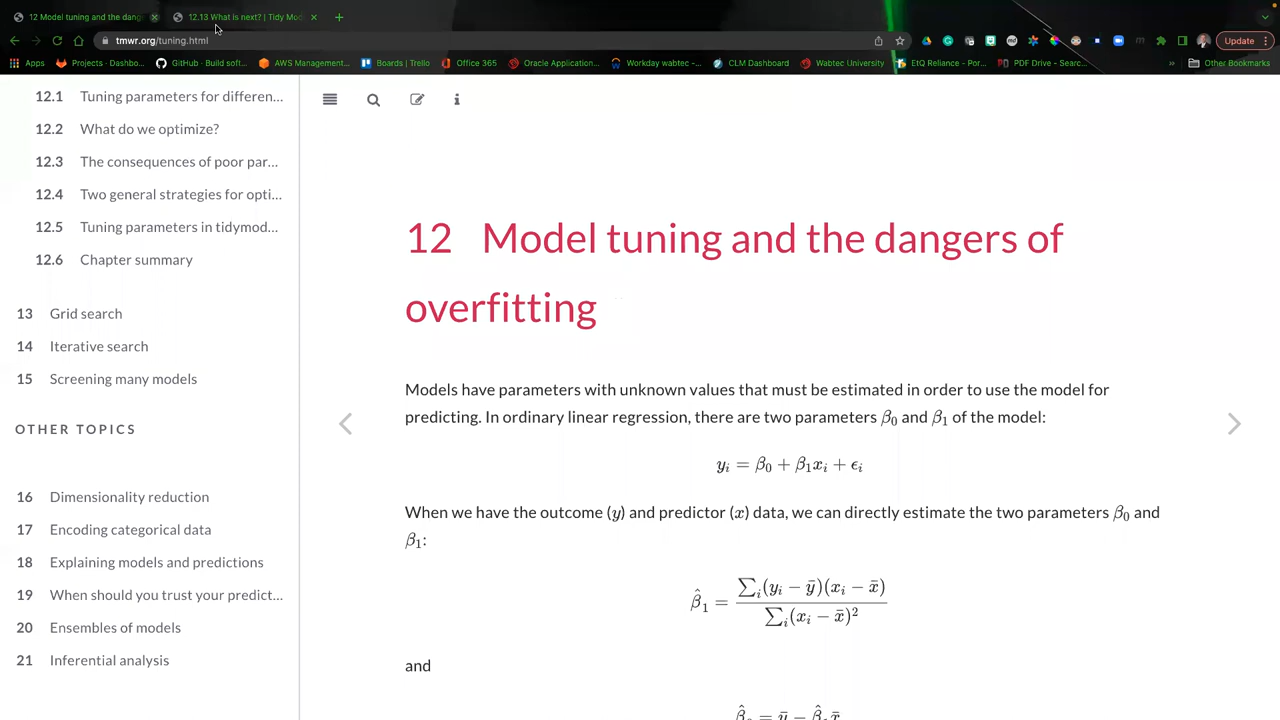 12 Model tuning and the dang
12.13 What is next? | Tidy Mod
tmwr.org/tuning.html
Update
Apps
Projects - Dashbo...
GitHub - Build soft...
AWS Management...
Boards | Trello
Office 365
Oracle Application...
Workday wabtec -...
CLM Dashboard
Wabtec University
EtQ Reliance - Por...
PDF Drive - Searc...
»
Other Bookmarks
12.1 Tuning parameters for differen...
12.2 What do we optimize?
12.3 The consequences of poor par...
12.4 Two general strategies for opti...
12.5 Tuning parameters in tidymod...
12.6 Chapter summary
13 Grid search
14 Iterative search
15 Screening many models
OTHER TOPICS
16 Dimensionality reduction
17 Encoding categorical data
18 Explaining models and predictions
19 When should you trust your predict...
20 Ensembles of models
21 Inferential analysis
12 Model tuning and the dangers of
overfitting
Models have parameters with unknown values that must be estimated in order to use the model for
predicting. In ordinary linear regression, there are two parameters β0 and β1 of the model:
yi = β0 + β1xi + ϵi
When we have the outcome (y) and predictor (x) data, we can directly estimate the two parameters β0 and
β1:
β̂1 = ∑i(yi − ȳ)(xi − x̄)
∑i(xi − x̄)²
and
β̂0 = ȳ − β̂1x̄